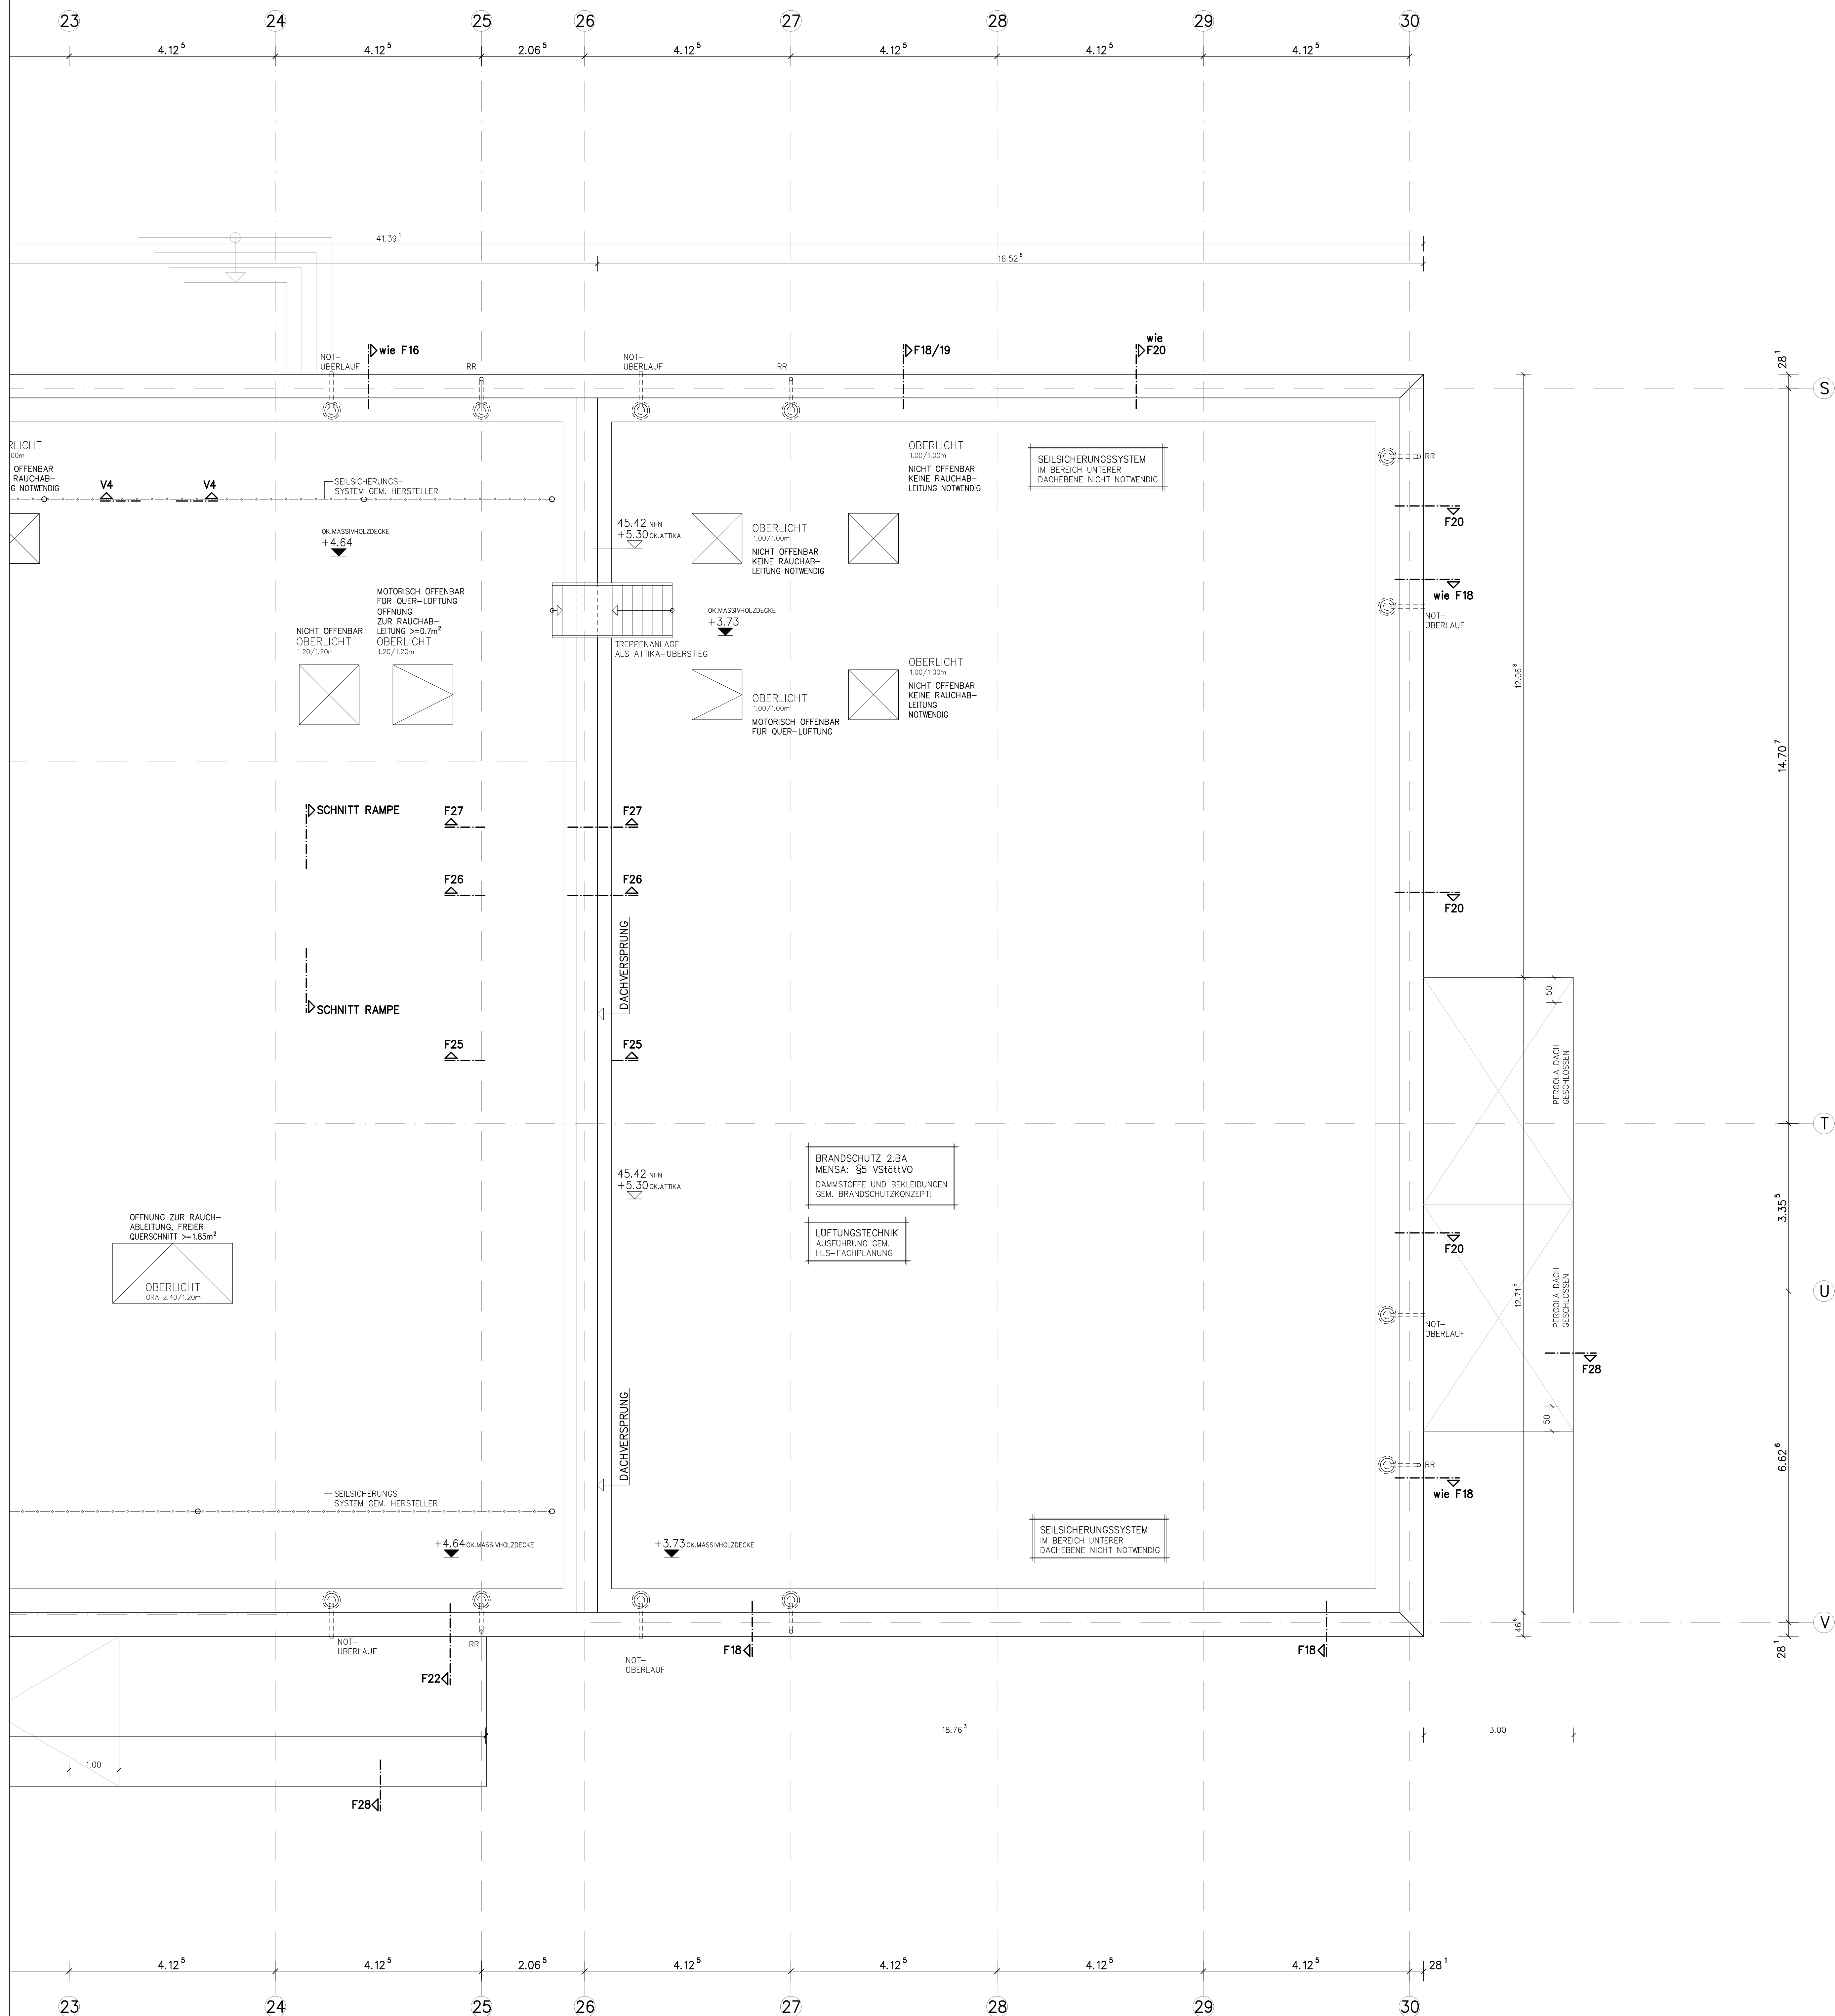 23 24 25 26 27 28 29 30
4.12⁵ 4.12⁵ 2.06⁵ 4.12⁵ 4.12⁵ 4.12⁵ 4.12⁵
41.39¹
16.52⁶
wie F16
F18/19
wie
F20
NOT-
ÜBERLAUF
RR
NOT-
ÜBERLAUF
RR
28¹
S
RLICHT
00m
OFFENBAR
RAUCHAB-
G NOTWENDIG
V4
V4
SEILSICHERUNGS-
SYSTEM GEM. HERSTELLER
OK.MASSIVHOLZDECKE
+4.64
45.42 NHN
+5.30 OK.ATTIKA
OBERLICHT
1.00/1.00m
NICHT OFFENBAR
KEINE RAUCHAB-
LEITUNG NOTWENDIG
OBERLICHT
1.00/1.00m
NICHT OFFENBAR
KEINE RAUCHAB-
LEITUNG NOTWENDIG
SEILSICHERUNGSSYSTEM
IM BEREICH UNTERER
DACHEBENE NICHT NOTWENDIG
RR
F20
wie F18
NOT-
ÜBERLAUF
MOTORISCH OFFENBAR
FÜR QUER-LÜFTUNG
ÖFFNUNG
ZUR RAUCHAB-
LEITUNG >=0.7m²
OBERLICHT
1.20/1.20m
NICHT OFFENBAR
OBERLICHT
1.20/1.20m
OK.MASSIVHOLZDECKE
+3.73
TREPPENANLAGE
ALS ATTIKA-ÜBERSTIEG
OBERLICHT
1.00/1.00m
MOTORISCH OFFENBAR
FÜR QUER-LÜFTUNG
OBERLICHT
1.00/1.00m
NICHT OFFENBAR
KEINE RAUCHAB-
LEITUNG
NOTWENDIG
12.06⁸
14.70⁷
SCHNITT RAMPE
F27
F27
F26
F26
F20
DACHVERSPRUNG
SCHNITT RAMPE
F25
F25
50
PERGOLA DACH
GESCHLOSSEN
T
BRANDSCHUTZ 2.BA
MENSA: §5 VStättVO
DÄMMSTOFFE UND BEKLEIDUNGEN
GEM. BRANDSCHUTZKONZEPT!
45.42 NHN
+5.30 OK.ATTIKA
LÜFTUNGSTECHNIK
AUSFÜHRUNG GEM.
HLS-FACHPLANUNG
3.35⁵
F20
ÖFFNUNG ZUR RAUCH-
ABLEITUNG, FREIER
QUERSCHNITT >=1.85m²
OBERLICHT
ORA 2.40/1.20m
U
12.71⁶
PERGOLA DACH
GESCHLOSSEN
NOT-
ÜBERLAUF
F28
50
DACHVERSPRUNG
6.62⁶
RR
wie F18
SEILSICHERUNGS-
SYSTEM GEM. HERSTELLER
+4.64 OK.MASSIVHOLZDECKE
+3.73 OK.MASSIVHOLZDECKE
SEILSICHERUNGSSYSTEM
IM BEREICH UNTERER
DACHEBENE NICHT NOTWENDIG
46⁶
V
28¹
NOT-
ÜBERLAUF
RR
F22
NOT-
ÜBERLAUF
F18
F18
18.76³
3.00
1.00
F28
4.12⁵ 4.12⁵ 2.06⁵ 4.12⁵ 4.12⁵ 4.12⁵ 4.12⁵ 28¹
23 24 25 26 27 28 29 30